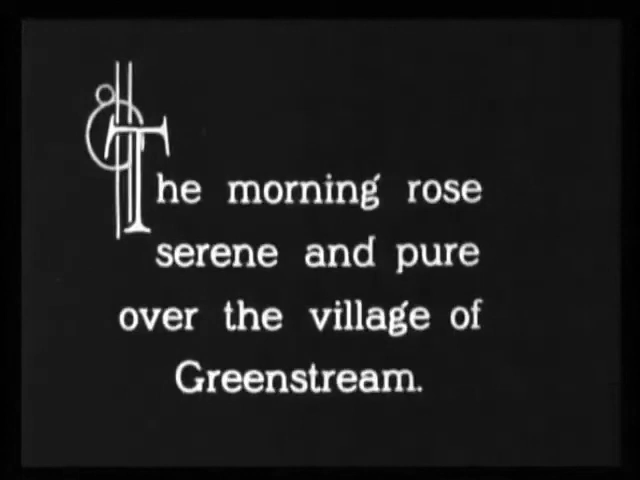 The morning rose
serene and pure
over the village of
Greenstream.